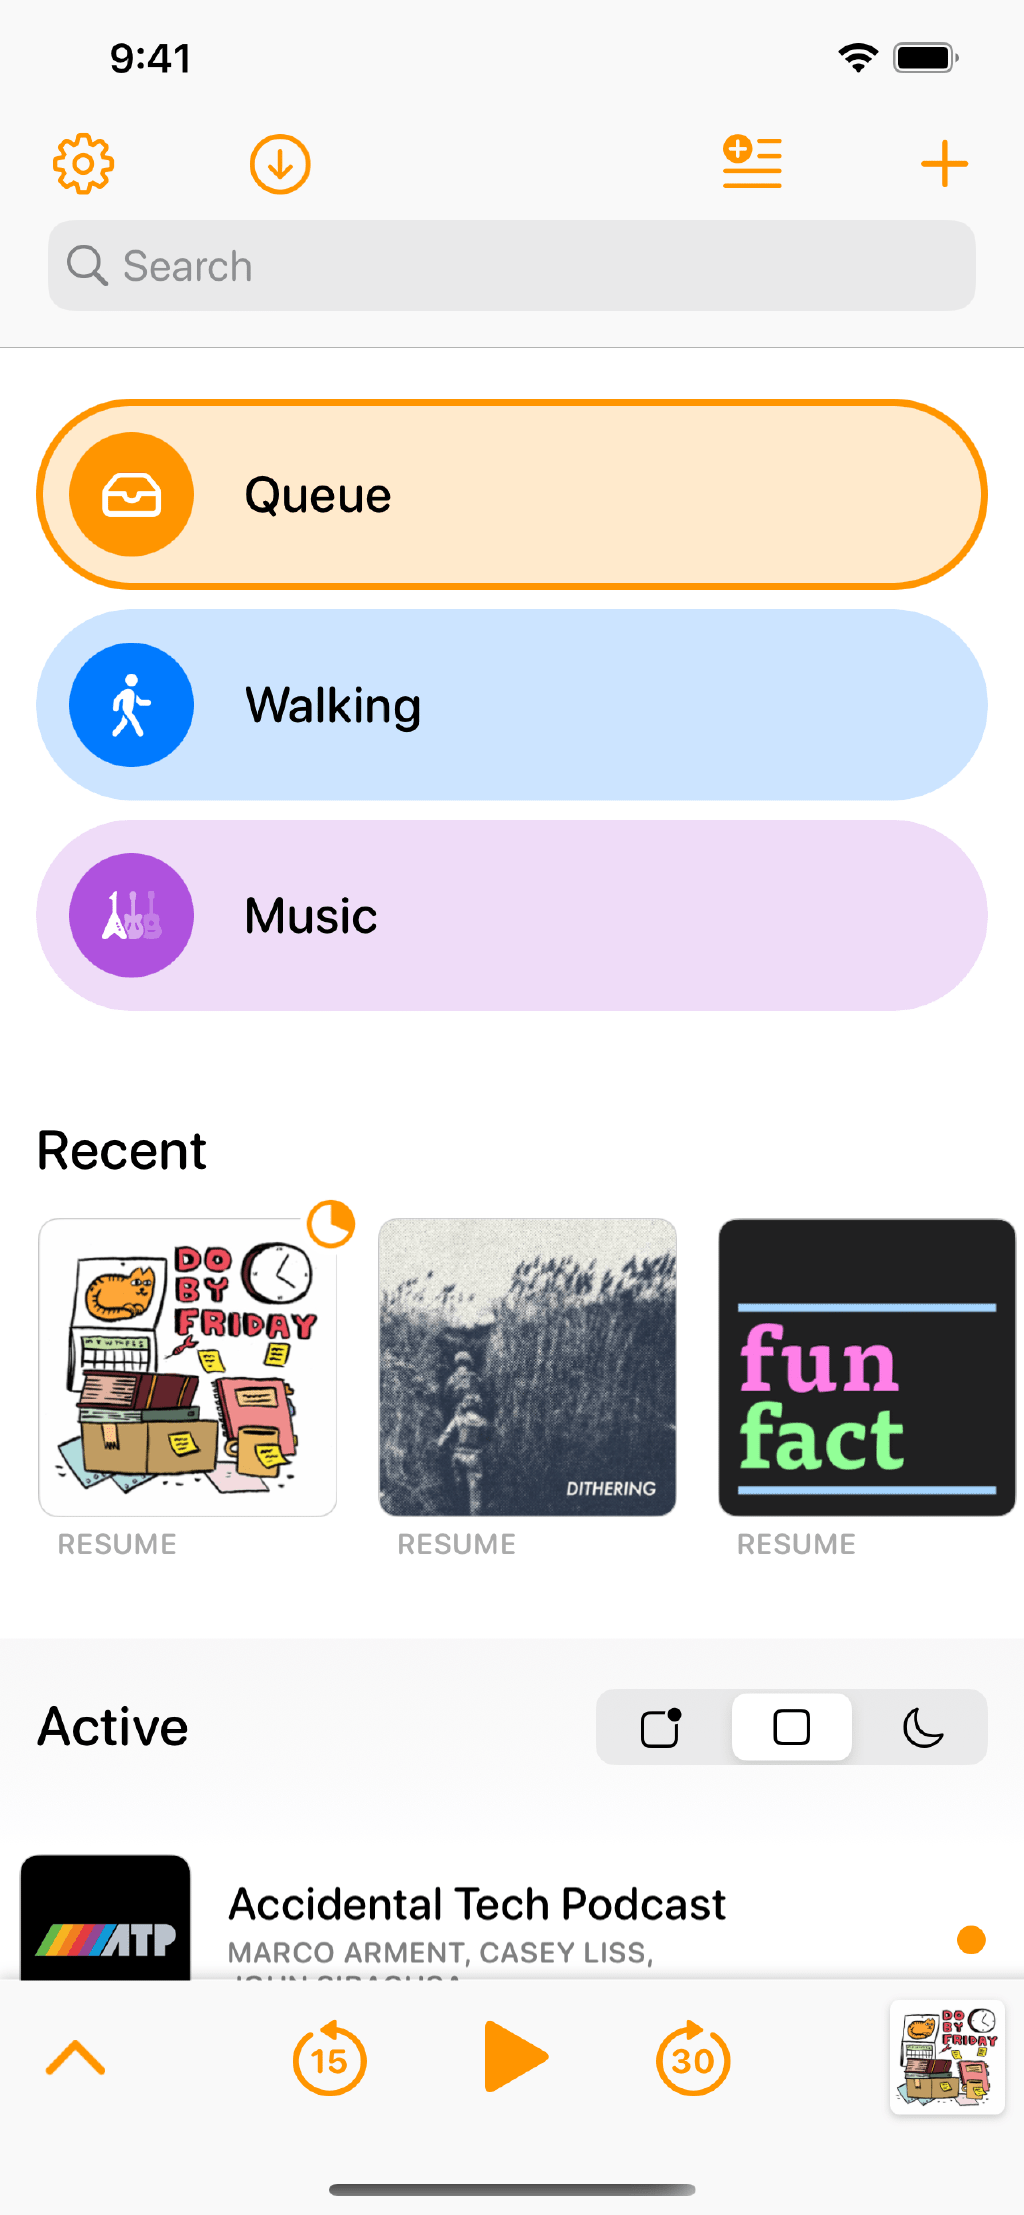 9:41
Search
Queue
Walking
Music
Recent
DO
BY
FRIDAY
DITHERING
fun
fact
RESUME
RESUME
RESUME
Active
ATP
Accidental Tech Podcast
MARCO ARMENT, CASEY LISS,
15
30
DO
BY
FRIDAY